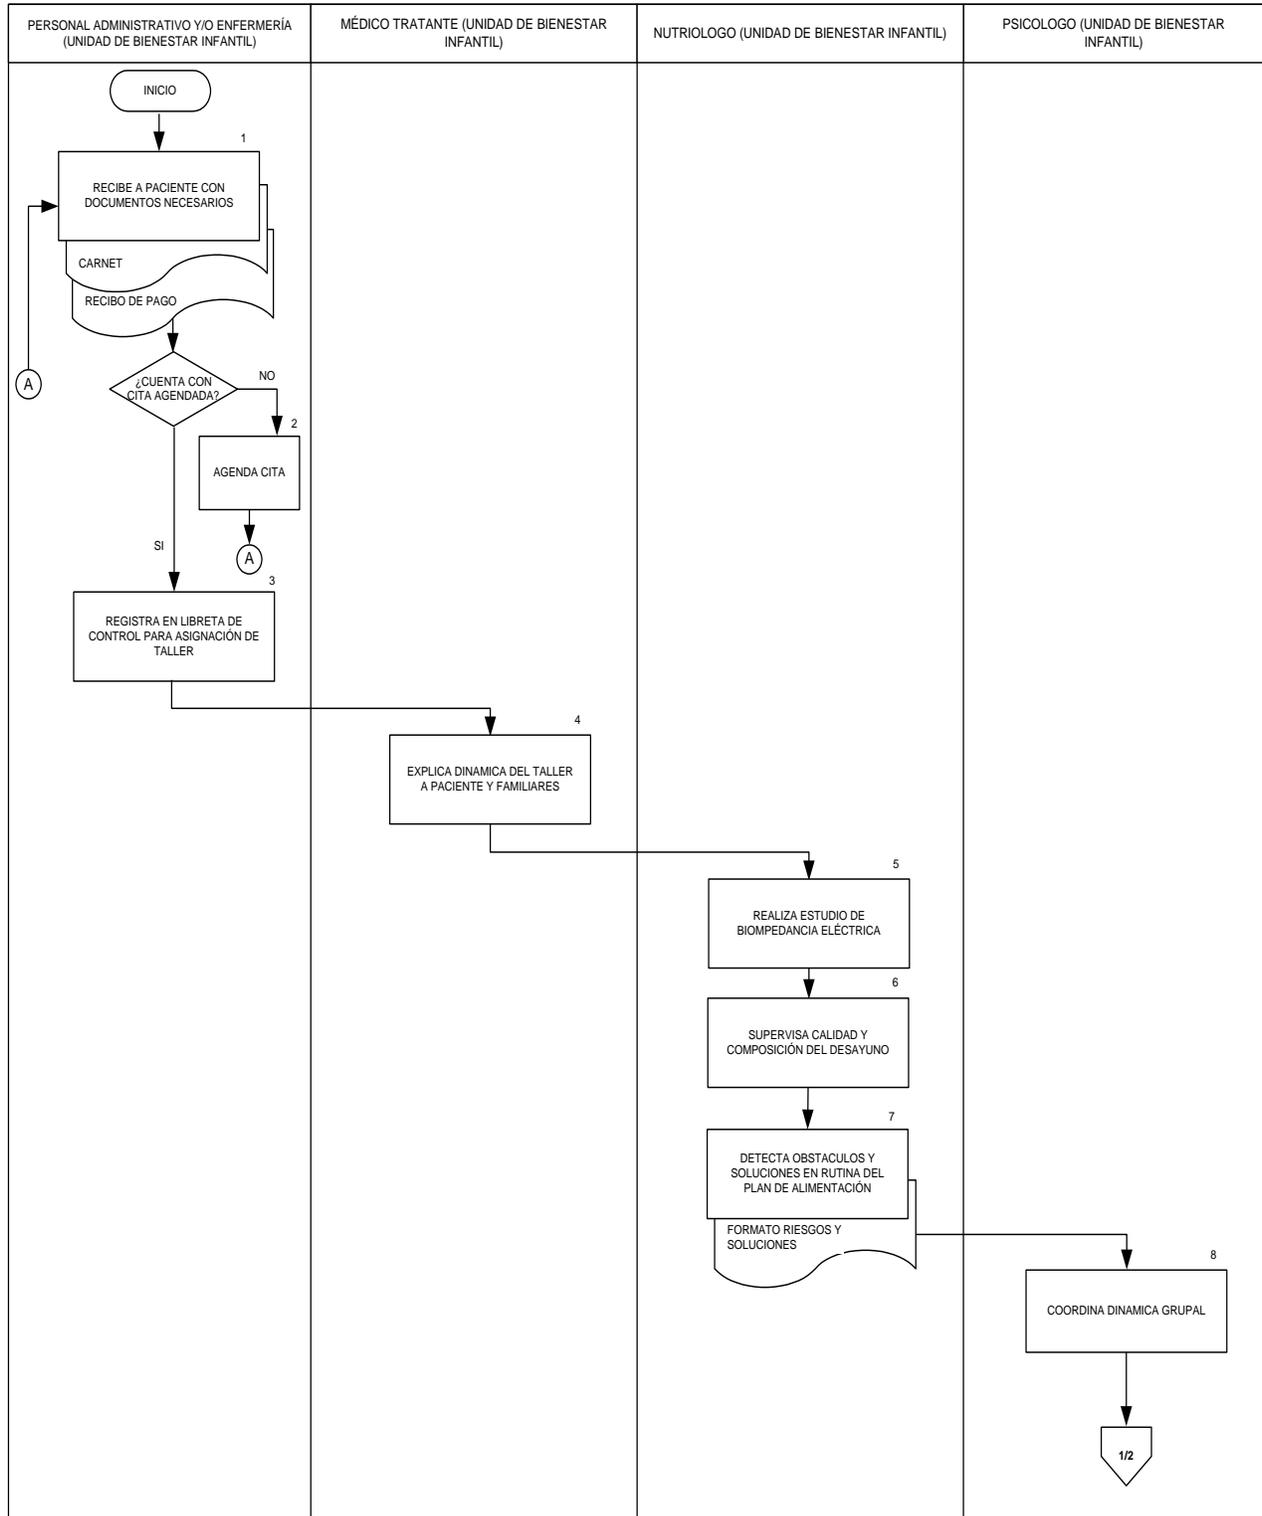 PERSONAL ADMINISTRATIVO Y/O ENFERMERÍA
(UNIDAD DE BIENESTAR INFANTIL)
MÉDICO TRATANTE (UNIDAD DE BIENESTAR
INFANTIL)
NUTRIOLOGO (UNIDAD DE BIENESTAR INFANTIL)
PSICOLOGO (UNIDAD DE BIENESTAR
INFANTIL)
INICIO
1
RECIBE A PACIENTE CON
DOCUMENTOS NECESARIOS
CARNET
RECIBO DE PAGO
A
¿CUENTA CON
CITA AGENDADA?
NO
2
AGENDA CITA
A
SI
3
REGISTRA EN LIBRETA DE
CONTROL PARA ASIGNACIÓN DE
TALLER
4
EXPLICA DINAMICA DEL TALLER
A PACIENTE Y FAMILIARES
5
REALIZA ESTUDIO DE
BIOMPEDANCIA ELÉCTRICA
6
SUPERVISA CALIDAD Y
COMPOSICIÓN DEL DESAYUNO
7
DETECTA OBSTACULOS Y
SOLUCIONES EN RUTINA DEL
PLAN DE ALIMENTACIÓN
FORMATO RIESGOS Y
SOLUCIONES
8
COORDINA DINAMICA GRUPAL
1/2